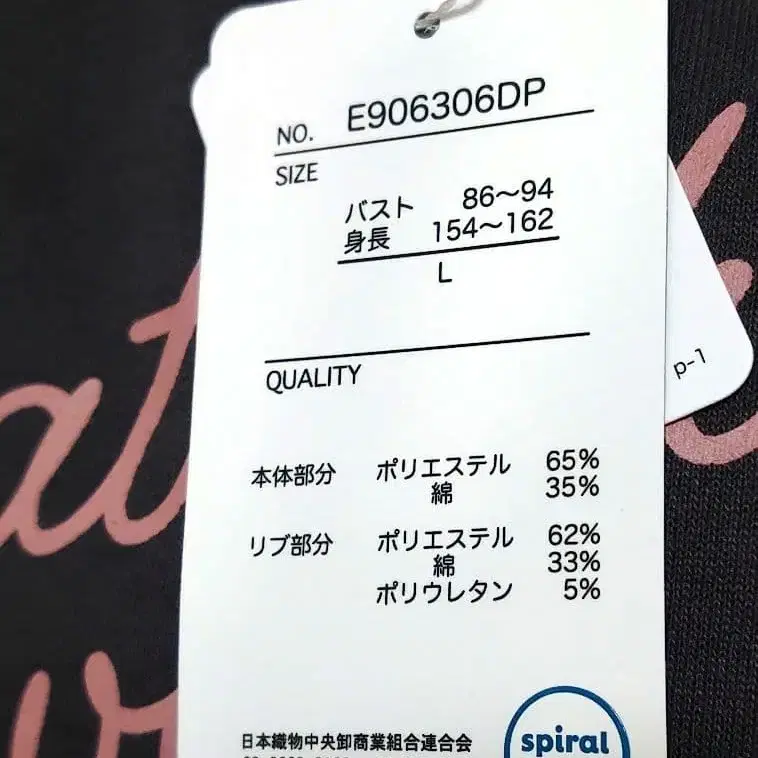 NO. E906306DP
SIZE
バスト 86～94
身長 154～162
L
QUALITY
本体部分 ポリエステル 65%
綿 35%
リブ部分 ポリエステル 62%
綿 33%
ポリウレタン 5%
日本織物中央卸商業組合連合会
spiral
p-1
at